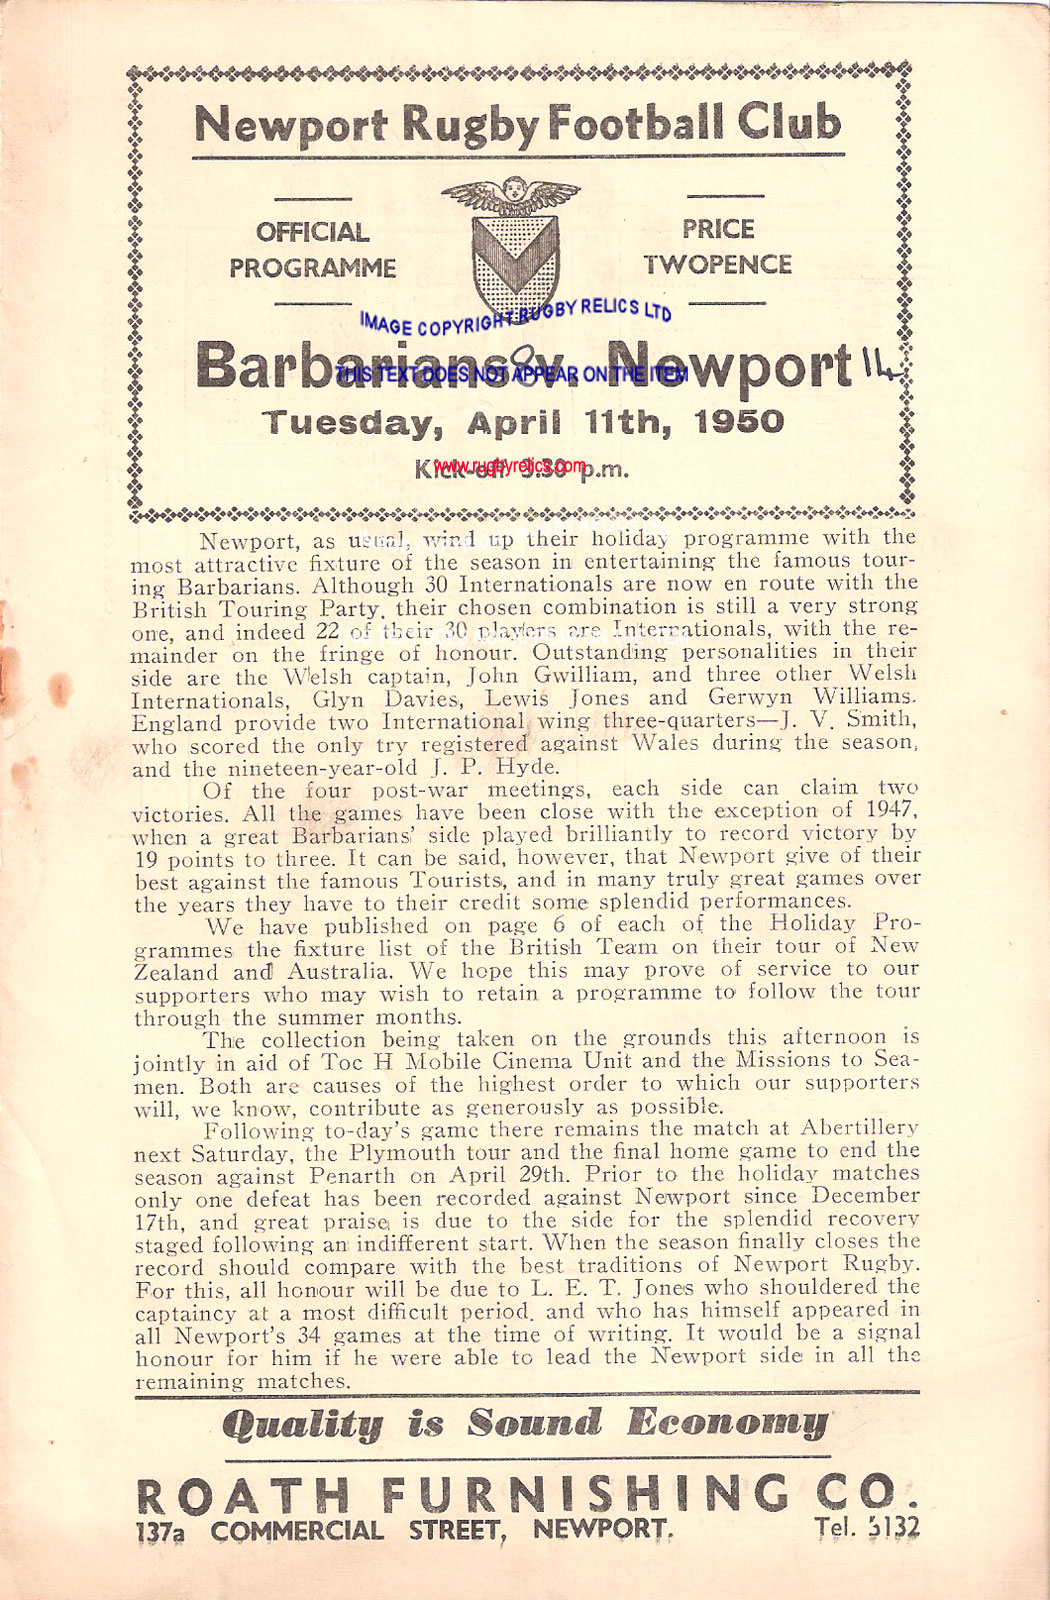 Newport Rugby Football Club
OFFICIAL
PROGRAMME
PRICE
TWOPENCE
IMAGE COPYRIGHT RUGBY RELICS LTD
Barbarians 8 v. Newport 14
THIS TEXT DOES NOT APPEAR ON THE ITEM
Tuesday, April 11th, 1950
Kick-off 3.30 p.m.
www.rugbyrelics.com
Newport, as usual, wind up their holiday programme with the
most attractive fixture of the season in entertaining the famous tour-
ing Barbarians. Although 30 Internationals are now en route with the
British Touring Party, their chosen combination is still a very strong
one, and indeed 22 of their 30 players are Internationals, with the re-
mainder on the fringe of honour. Outstanding personalities in their
side are the Welsh captain, John Gwilliam, and three other Welsh
Internationals, Glyn Davies, Lewis Jones and Gerwyn Williams.
England provide two International wing three-quarters—J. V. Smith,
who scored the only try registered against Wales during the season,
and the nineteen-year-old J. P. Hyde.
Of the four post-war meetings, each side can claim two
victories. All the games have been close with the exception of 1947,
when a great Barbarians' side played brilliantly to record victory by
19 points to three. It can be said, however, that Newport give of their
best against the famous Tourists, and in many truly great games over
the years they have to their credit some splendid performances.
We have published on page 6 of each of the Holiday Pro-
grammes the fixture list of the British Team on their tour of New
Zealand and Australia. We hope this may prove of service to our
supporters who may wish to retain a programme to follow the tour
through the summer months.
The collection being taken on the grounds this afternoon is
jointly in aid of Toc H Mobile Cinema Unit and the Missions to Sea-
men. Both are causes of the highest order to which our supporters
will, we know, contribute as generously as possible.
Following to-day's game there remains the match at Abertillery
next Saturday, the Plymouth tour and the final home game to end the
season against Penarth on April 29th. Prior to the holiday matches
only one defeat has been recorded against Newport since December
17th, and great praise is due to the side for the splendid recovery
staged following an indifferent start. When the season finally closes the
record should compare with the best traditions of Newport Rugby.
For this, all honour will be due to L. E. T. Jones who shouldered the
captaincy at a most difficult period, and who has himself appeared in
all Newport's 34 games at the time of writing. It would be a signal
honour for him if he were able to lead the Newport side in all the
remaining matches.
Quality is Sound Economy
ROATH FURNISHING CO.
137a COMMERCIAL STREET, NEWPORT.
Tel. 5132